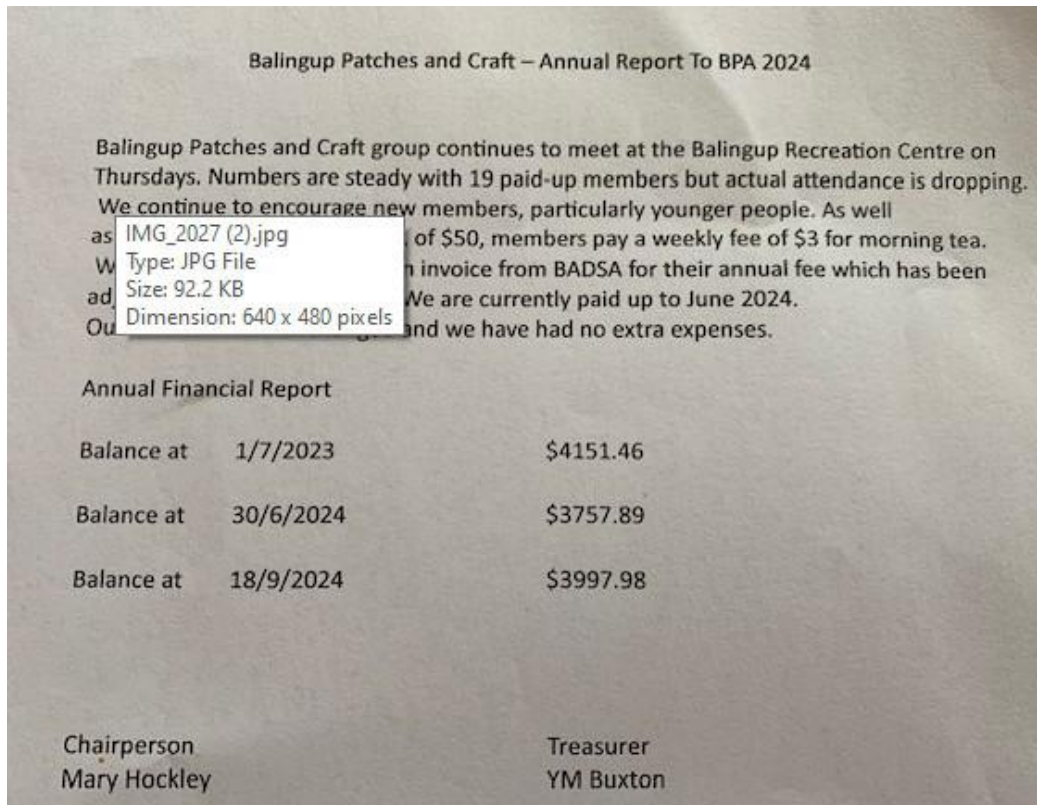 Balingup Patches and Craft – Annual Report To BPA 2024
Balingup Patches and Craft group continues to meet at the Balingup Recreation Centre on
Thursdays. Numbers are steady with 19 paid-up members but actual attendance is dropping.
We continue to encourage new members, particularly younger people. As well
as of $50, members pay a weekly fee of $3 for morning tea.
invoice from BADSA for their annual fee which has been
We are currently paid up to June 2024.
and we have had no extra expenses.
IMG_2027 (2).jpg
Type: JPG File
Size: 92.2 KB
Dimension: 640 x 480 pixels
Annual Financial Report
Balance at 1/7/2023 $4151.46
Balance at 30/6/2024 $3757.89
Balance at 18/9/2024 $3997.98
Chairperson Treasurer
Mary Hockley YM Buxton